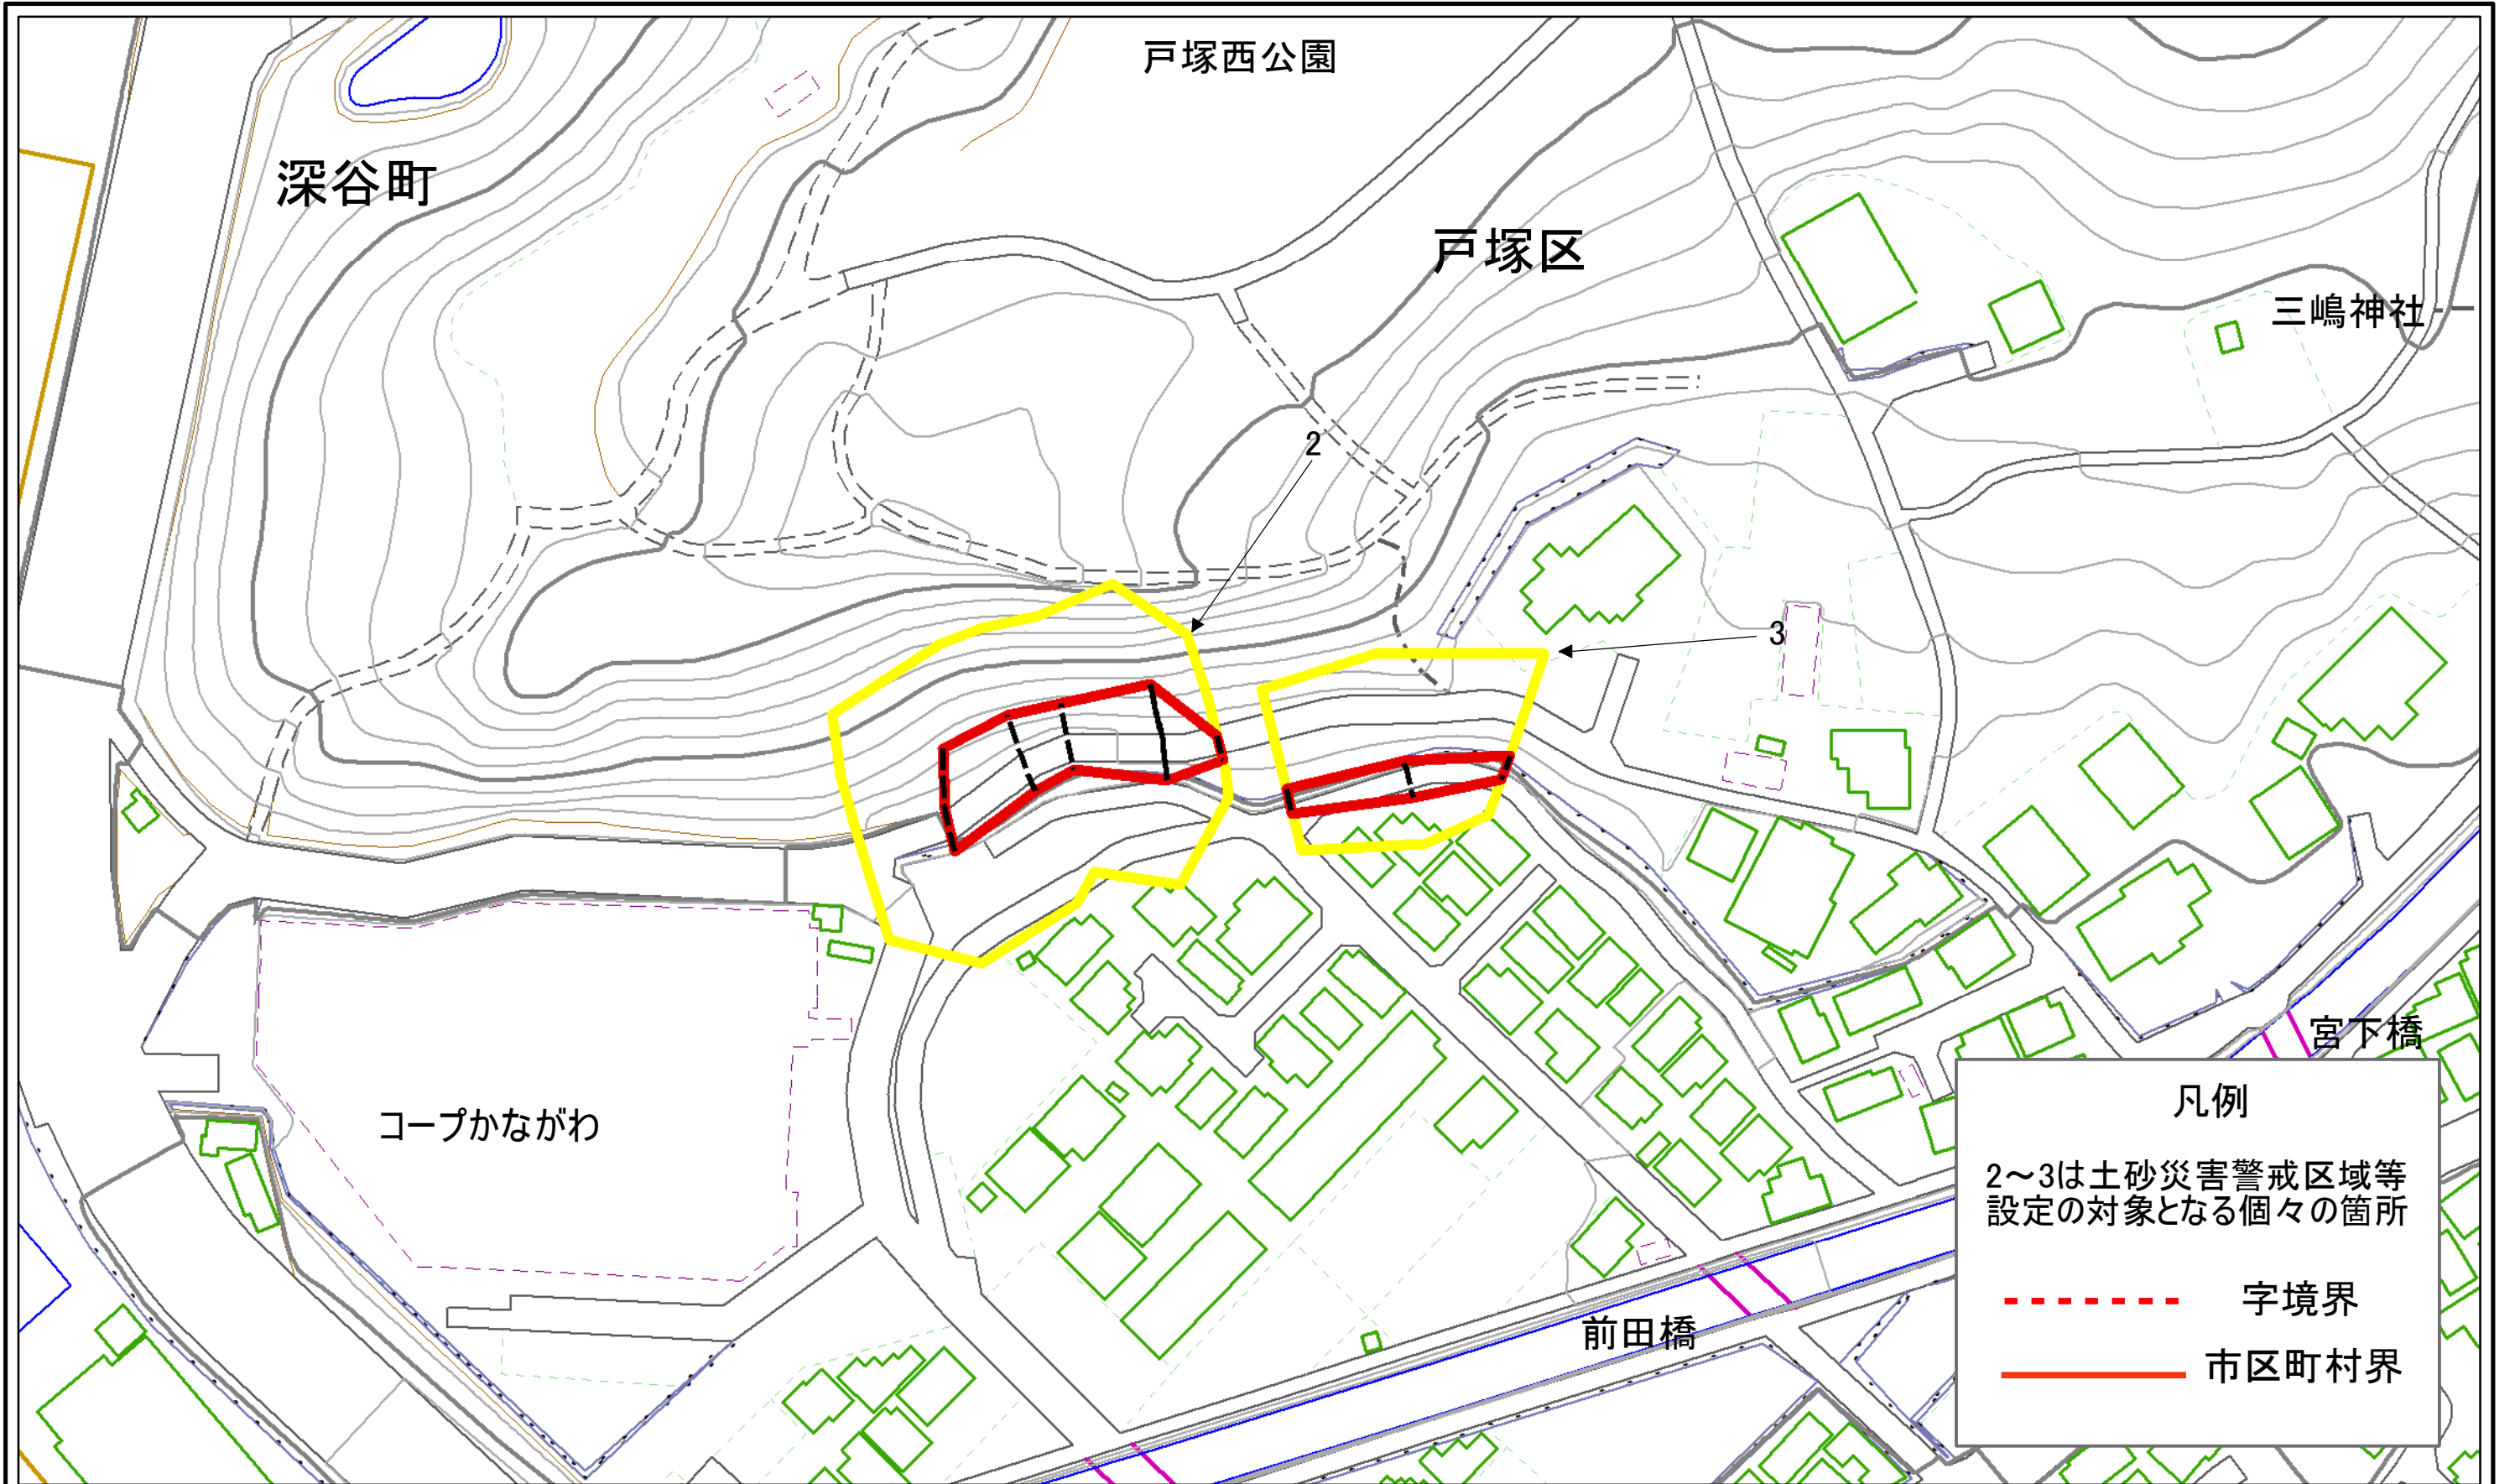 戸塚西公園
深谷町
戸塚区
三嶋神社
2
3
宮下橋
コープかながわ
前田橋
凡例
2～3は土砂災害警戒区域等
設定の対象となる個々の箇所
字境界
市区町村界